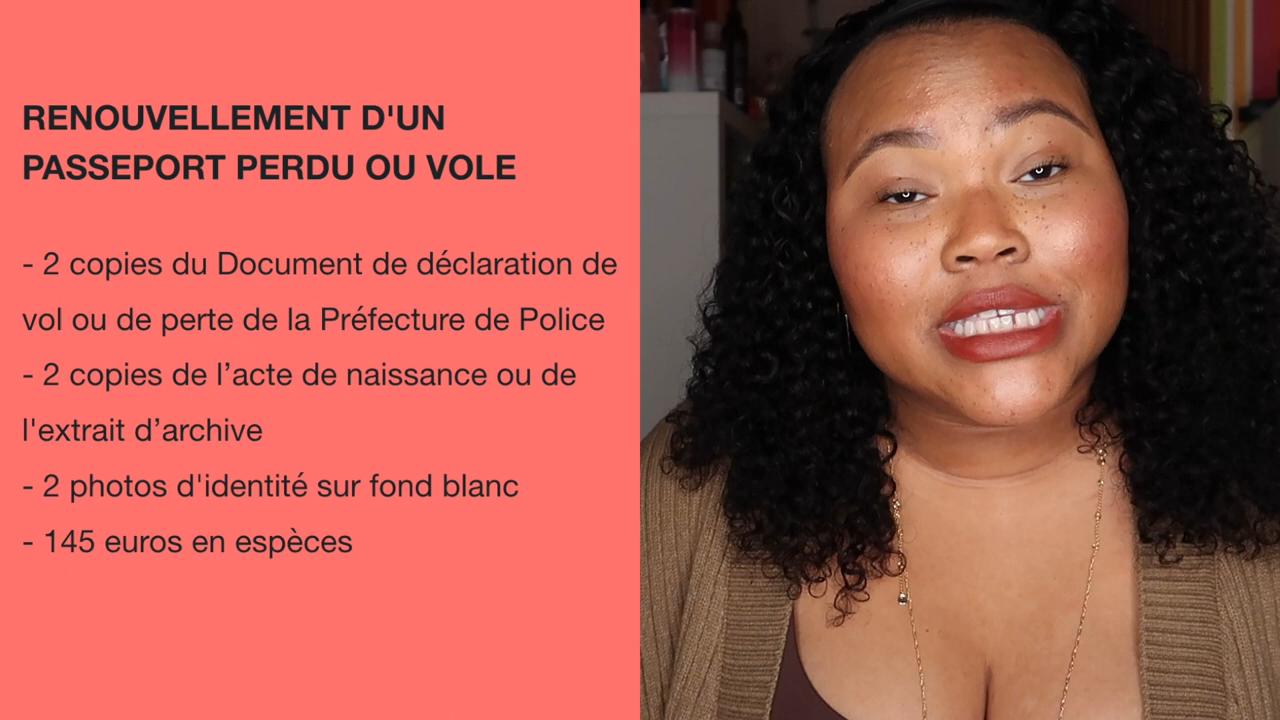 RENOUVELLEMENT D'UN
PASSEPORT PERDU OU VOLE
- 2 copies du Document de déclaration de
vol ou de perte de la Préfecture de Police
- 2 copies de l’acte de naissance ou de
l'extrait d’archive
- 2 photos d'identité sur fond blanc
- 145 euros en espèces